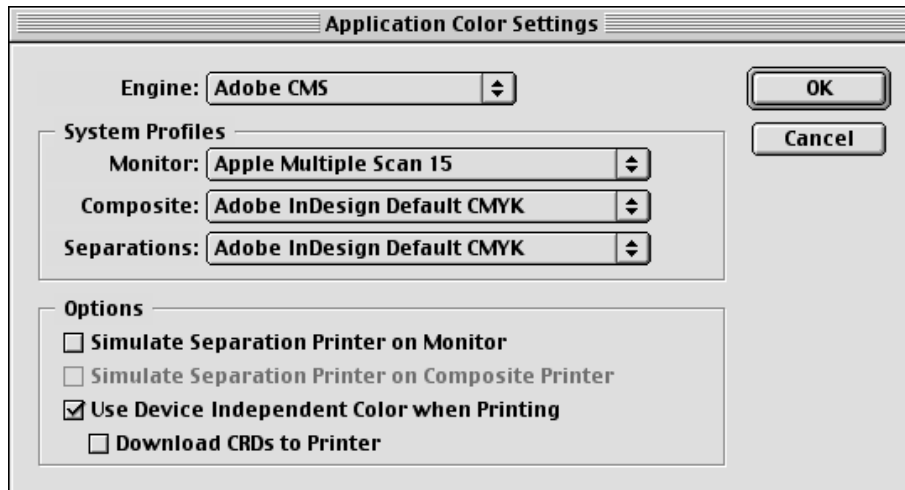 Application Color Settings
Engine: Adobe CMS
OK
System Profiles
Cancel
Monitor: Apple Multiple Scan 15
Composite: Adobe InDesign Default CMYK
Separations: Adobe InDesign Default CMYK
Options
Simulate Separation Printer on Monitor
Simulate Separation Printer on Composite Printer
Use Device Independent Color when Printing
Download CRDs to Printer